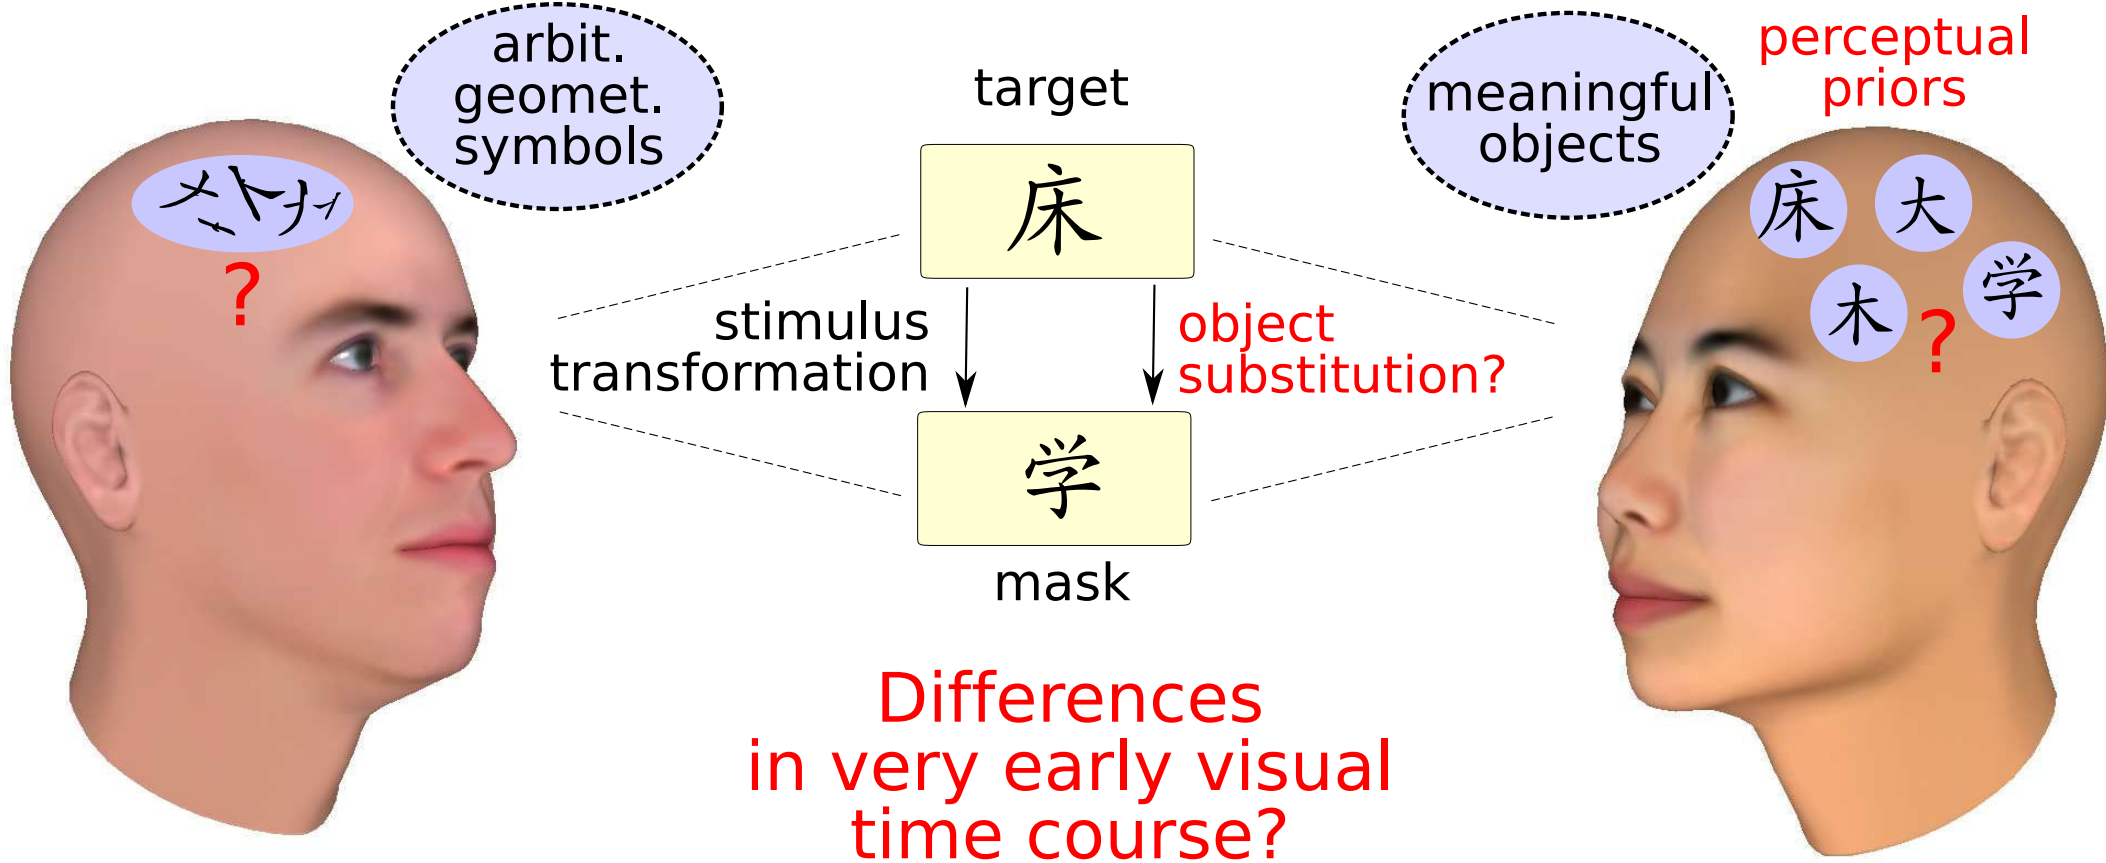 arbit.
geomet.
symbols
?
target
床
stimulus
transformation
object
substitution?
学
mask
Differences
in very early visual
time course?
meaningful
objects
perceptual
priors
床
大
木
学
?